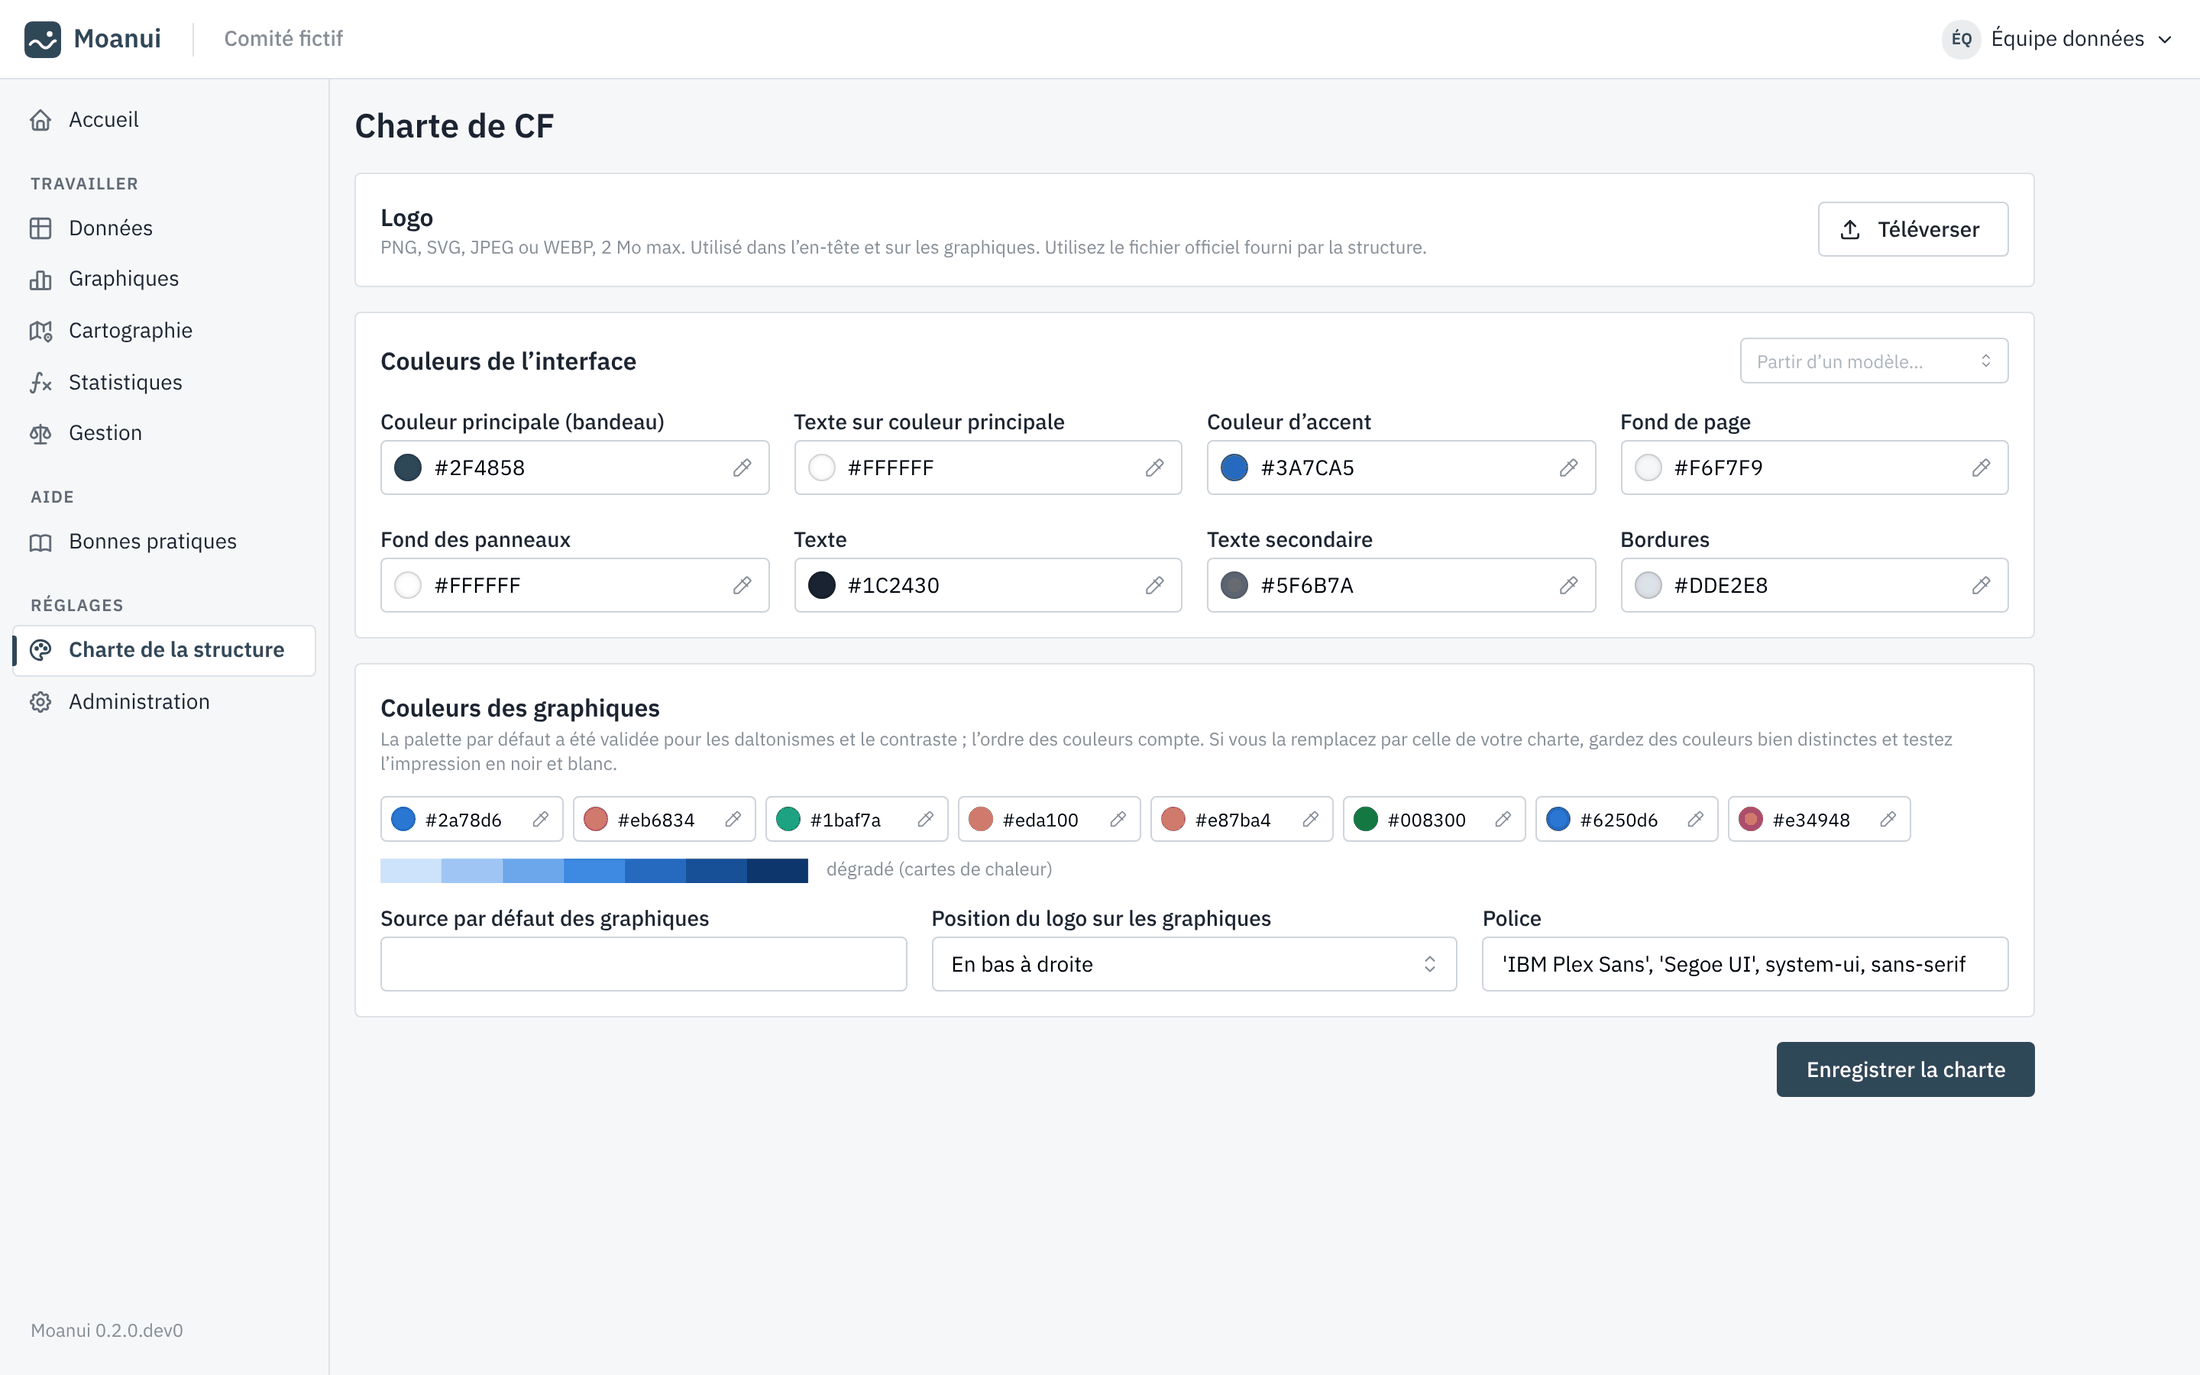 Moanui
Comité fictif
ÉQ Équipe données
Accueil
TRAVAILLER
Données
Graphiques
Cartographie
Statistiques
Gestion
AIDE
Bonnes pratiques
RÉGLAGES
Charte de la structure
Administration
Moanui 0.2.0.dev0
Charte de CF
Logo
PNG, SVG, JPEG ou WEBP, 2 Mo max. Utilisé dans l’en-tête et sur les graphiques. Utilisez le fichier officiel fourni par la structure.
Téléverser
Couleurs de l’interface
Partir d’un modèle...
Couleur principale (bandeau)
#2F4858
Texte sur couleur principale
#FFFFFF
Couleur d’accent
#3A7CA5
Fond de page
#F6F7F9
Fond des panneaux
#FFFFFF
Texte
#1C2430
Texte secondaire
#5F6B7A
Bordures
#DDE2E8
Couleurs des graphiques
La palette par défaut a été validée pour les daltonismes et le contraste ; l’ordre des couleurs compte. Si vous la remplacez par celle de votre charte, gardez des couleurs bien distinctes et testez
l’impression en noir et blanc.
#2a78d6
#eb6834
#1baf7a
#eda100
#e87ba4
#008300
#6250d6
#e34948
dégradé (cartes de chaleur)
Source par défaut des graphiques
Position du logo sur les graphiques
En bas à droite
Police
'IBM Plex Sans', 'Segoe UI', system-ui, sans-serif
Enregistrer la charte